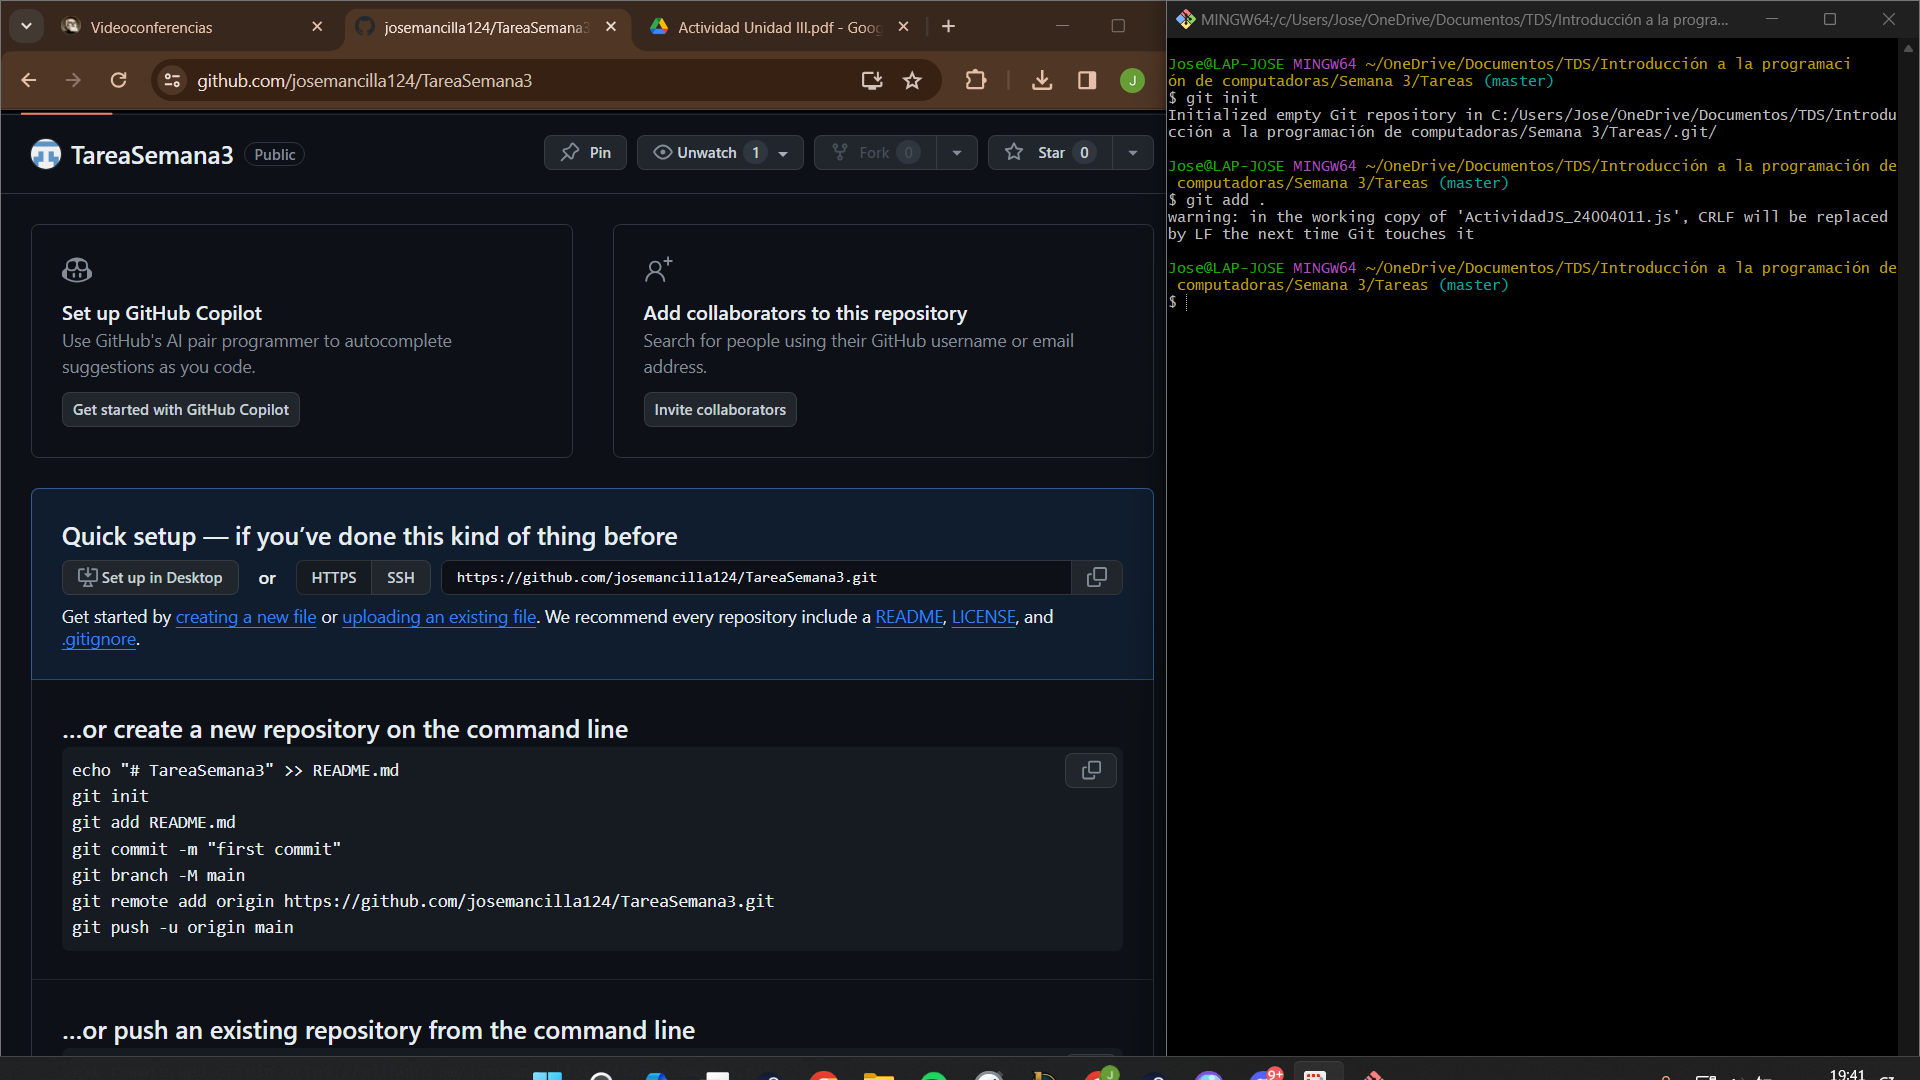 Videoconferencias
josemancilla124/TareaSemana3
Actividad Unidad III.pdf - Goog
github.com/josemancilla124/TareaSemana3
J
TareaSemana3
Public
Pin
Unwatch 1
Fork 0
Star 0
Set up GitHub Copilot
Use GitHub's AI pair programmer to autocomplete
suggestions as you code.
Get started with GitHub Copilot
Add collaborators to this repository
Search for people using their GitHub username or email
address.
Invite collaborators
Quick setup — if you’ve done this kind of thing before
Set up in Desktop
or
HTTPS
SSH
https://github.com/josemancilla124/TareaSemana3.git
Get started by creating a new file or uploading an existing file. We recommend every repository include a README, LICENSE, and
.gitignore.
…or create a new repository on the command line
echo "# TareaSemana3" >> README.md
git init
git add README.md
git commit -m "first commit"
git branch -M main
git remote add origin https://github.com/josemancilla124/TareaSemana3.git
git push -u origin main
…or push an existing repository from the command line
MINGW64:/c/Users/Jose/OneDrive/Documentos/TDS/Introducción a la progra...
Jose@LAP-JOSE MINGW64 ~/OneDrive/Documentos/TDS/Introducción a la programaci
ón de computadoras/Semana 3/Tareas (master)
$ git init
Initialized empty Git repository in C:/Users/Jose/OneDrive/Documentos/TDS/Introdu
cción a la programación de computadoras/Semana 3/Tareas/.git/
Jose@LAP-JOSE MINGW64 ~/OneDrive/Documentos/TDS/Introducción a la programación de
computadoras/Semana 3/Tareas (master)
$ git add .
warning: in the working copy of 'ActividadJS_24004011.js', CRLF will be replaced
by LF the next time Git touches it
Jose@LAP-JOSE MINGW64 ~/OneDrive/Documentos/TDS/Introducción a la programación de
computadoras/Semana 3/Tareas (master)
$
J
9+
19:41